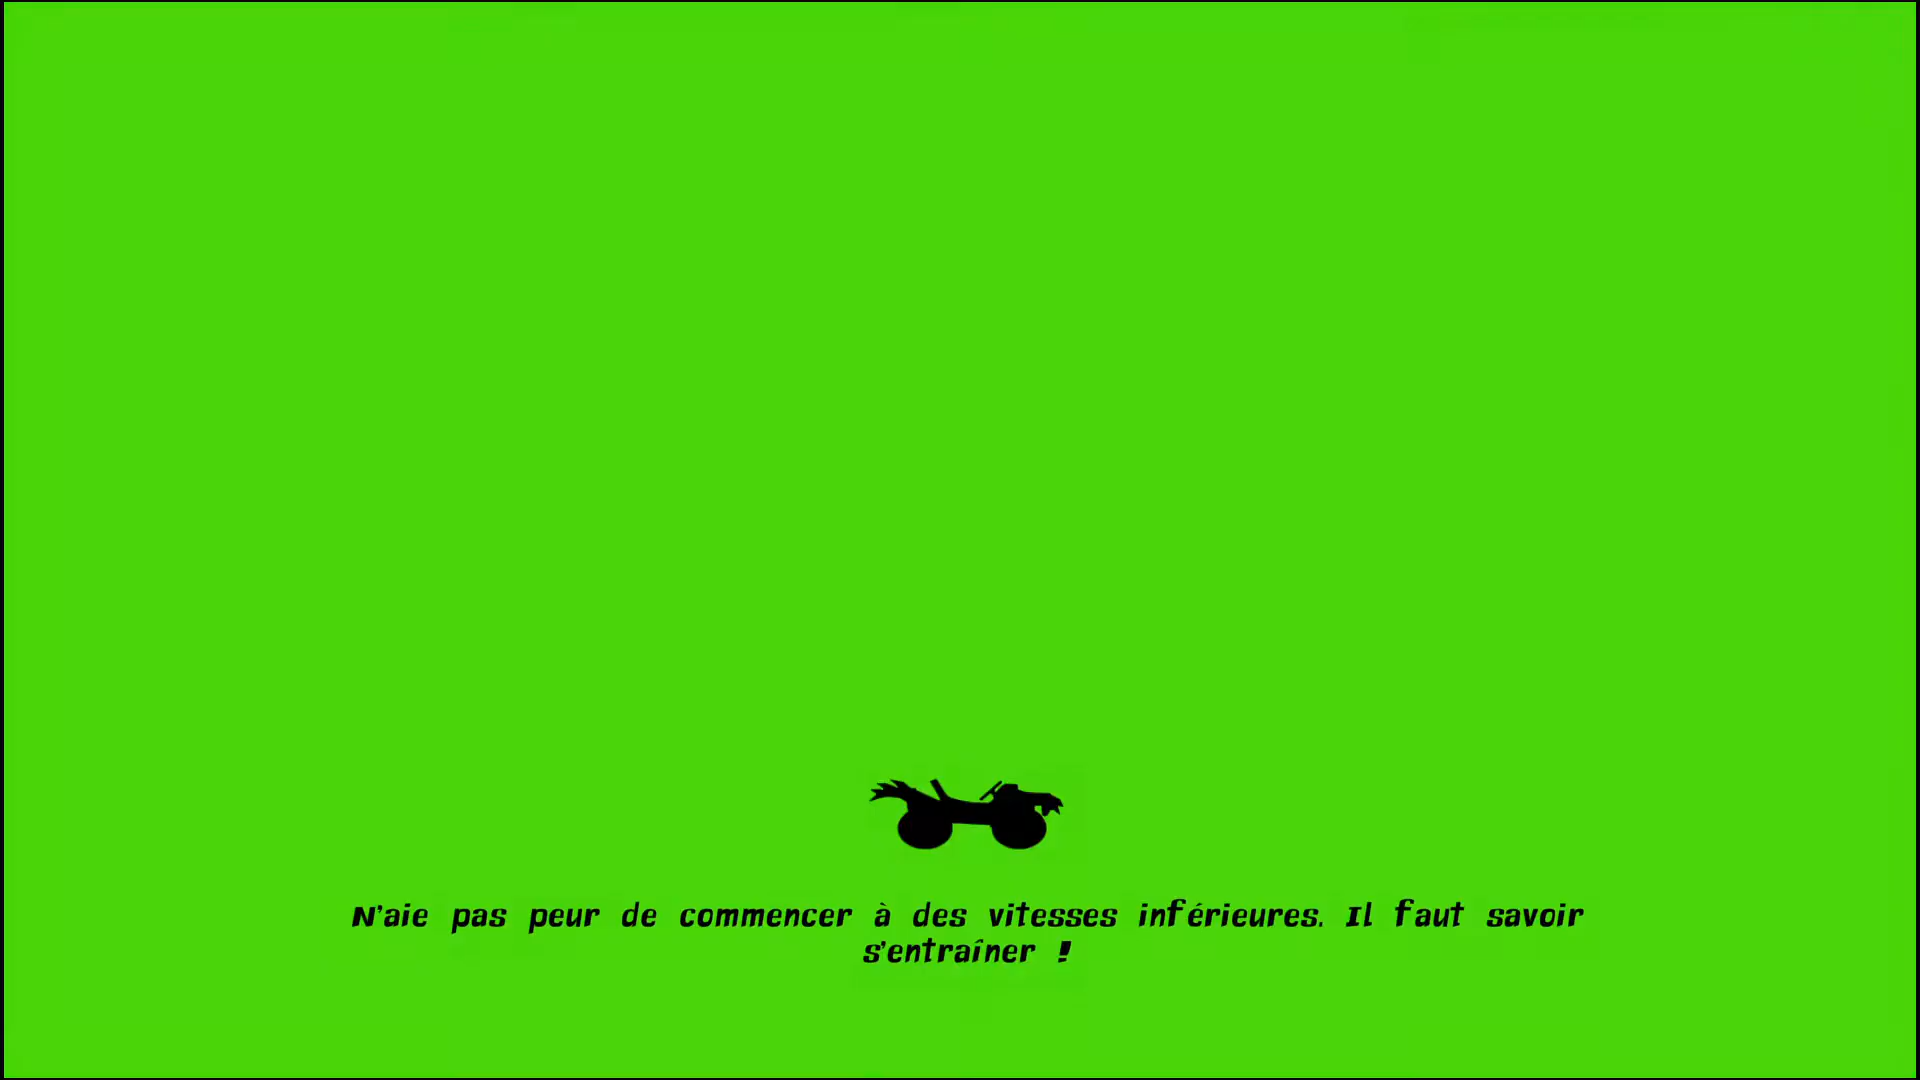 N'aie pas peur de commencer à des vitesses inférieures. Il faut savoir
s'entraîner !